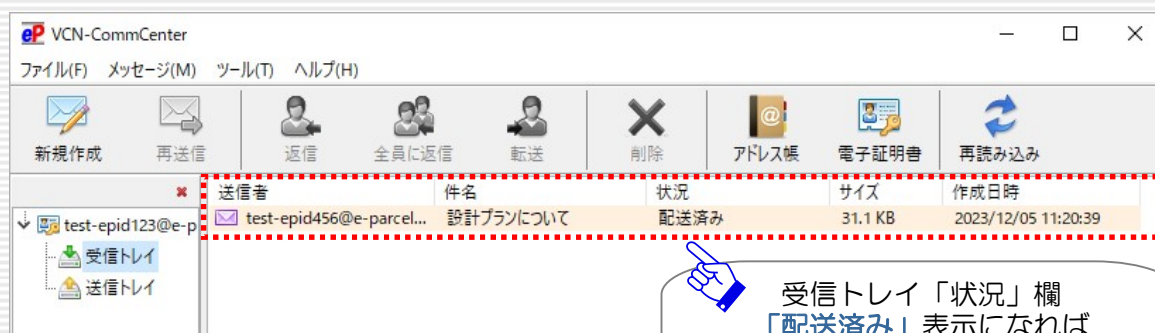 eP VCN-CommCenter
ファイル(F) メッセージ(M) ツール(T) ヘルプ(H)
新規作成 再送信 返信 全員に返信 転送 削除 アドレス帳 電子証明書 再読み込み
送信者 件名 状況 サイズ 作成日時
test-epid123@e-p test-epid456@e-parcel... 設計プランについて 配送済み 31.1 KB 2023/12/05 11:20:39
受信トレイ
送信トレイ
受信トレイ「状況」欄
「配送済み」表示になれば